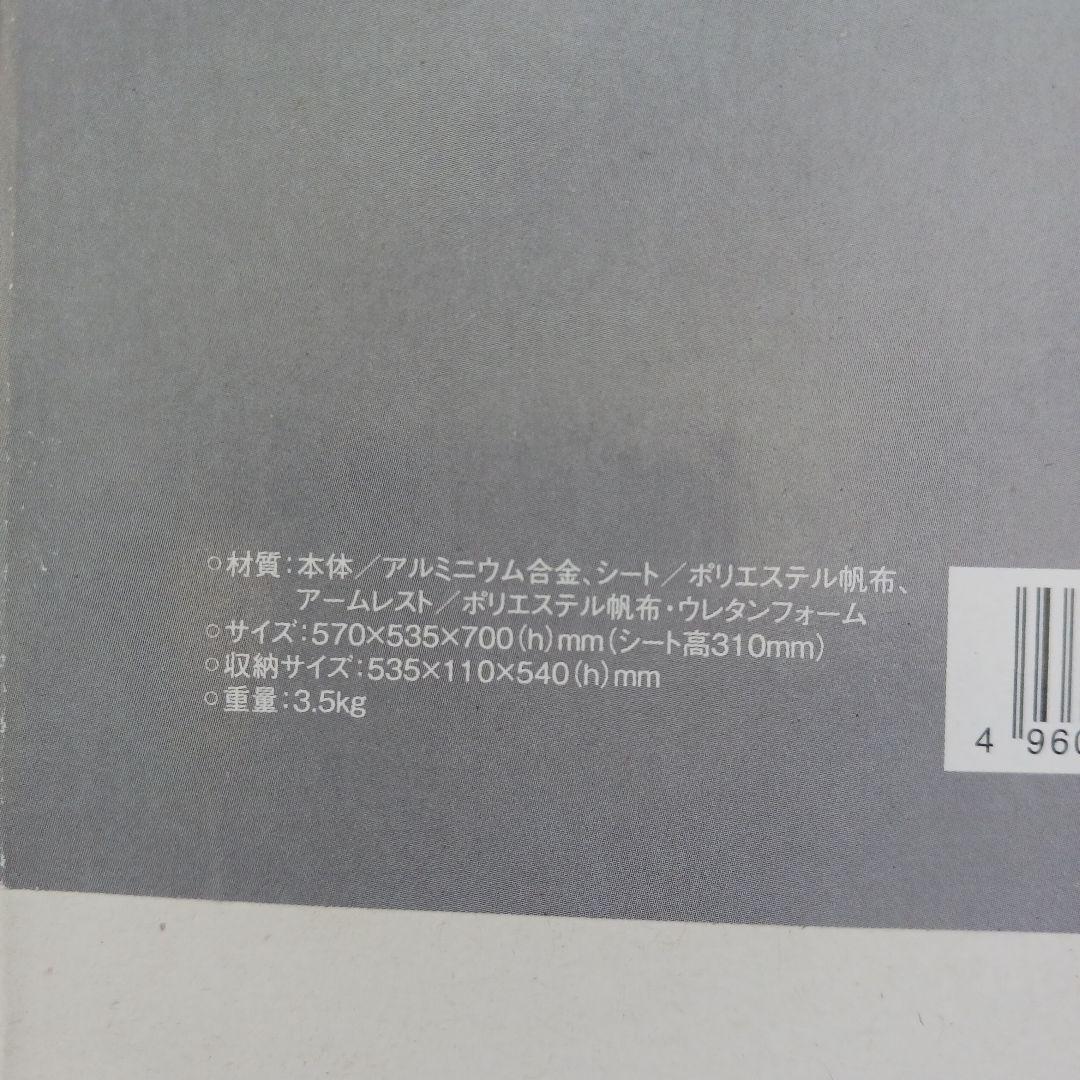 ○材質：本体／アルミニウム合金、シート／ポリエステル帆布、
アームレスト／ポリエステル帆布・ウレタンフォーム
○サイズ：570×535×700(h)mm(シート高310mm)
○収納サイズ：535×110×540(h)mm
○重量：3.5kg
4 960